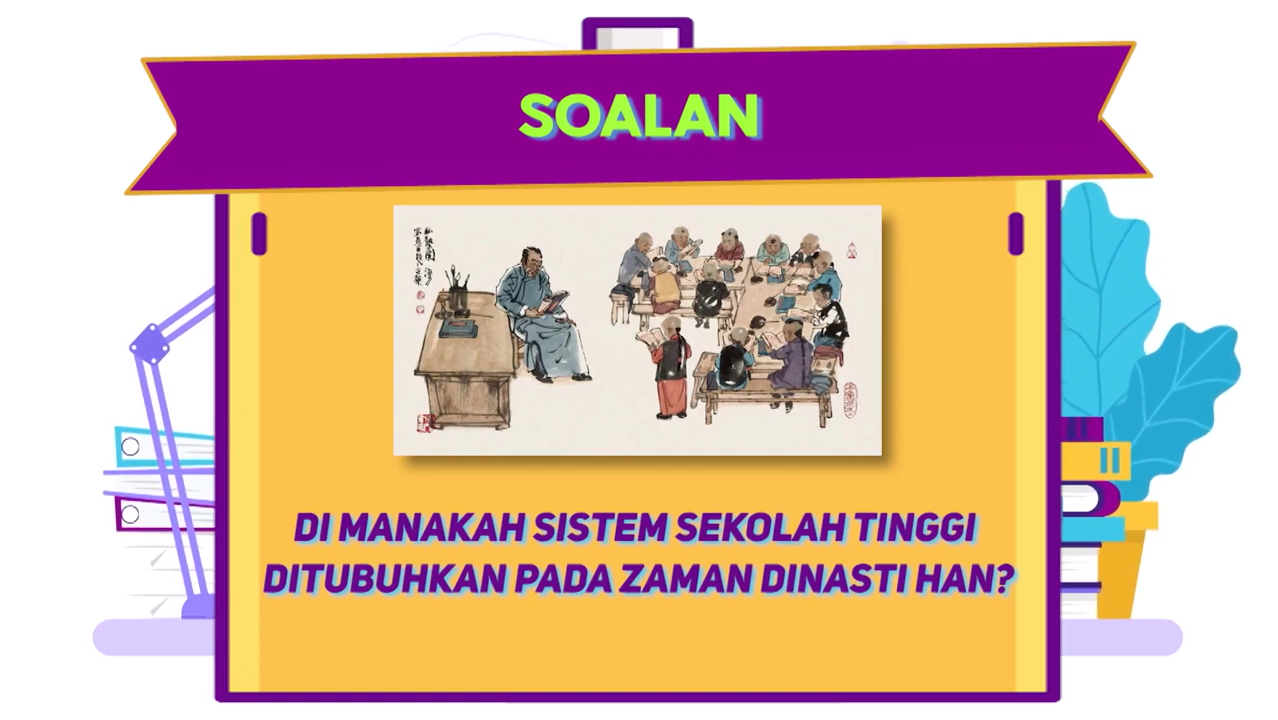 SOALAN
DI MANAKAH SISTEM SEKOLAH TINGGI
DITUBUHKAN PADA ZAMAN DINASTI HAN?